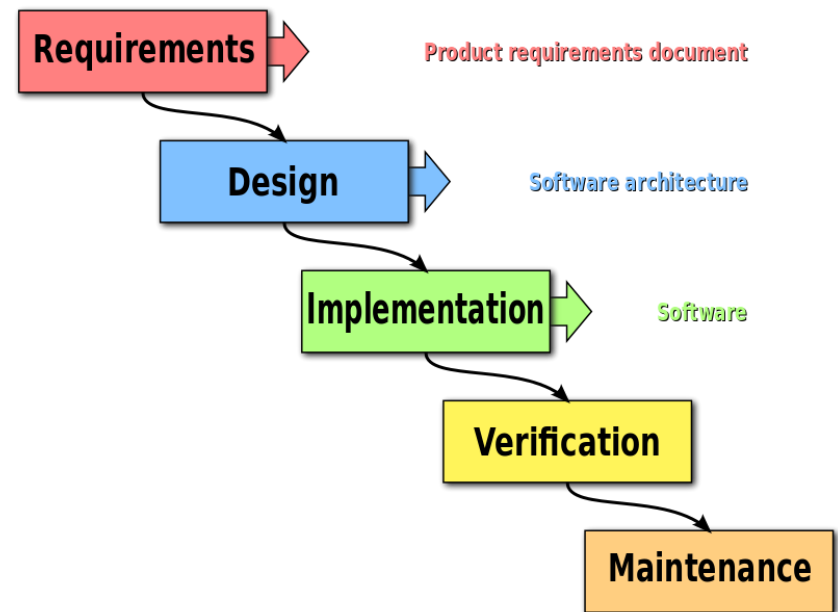 Requirements
Product requirements document
Design
Software architecture
Implementation
Software
Verification
Maintenance